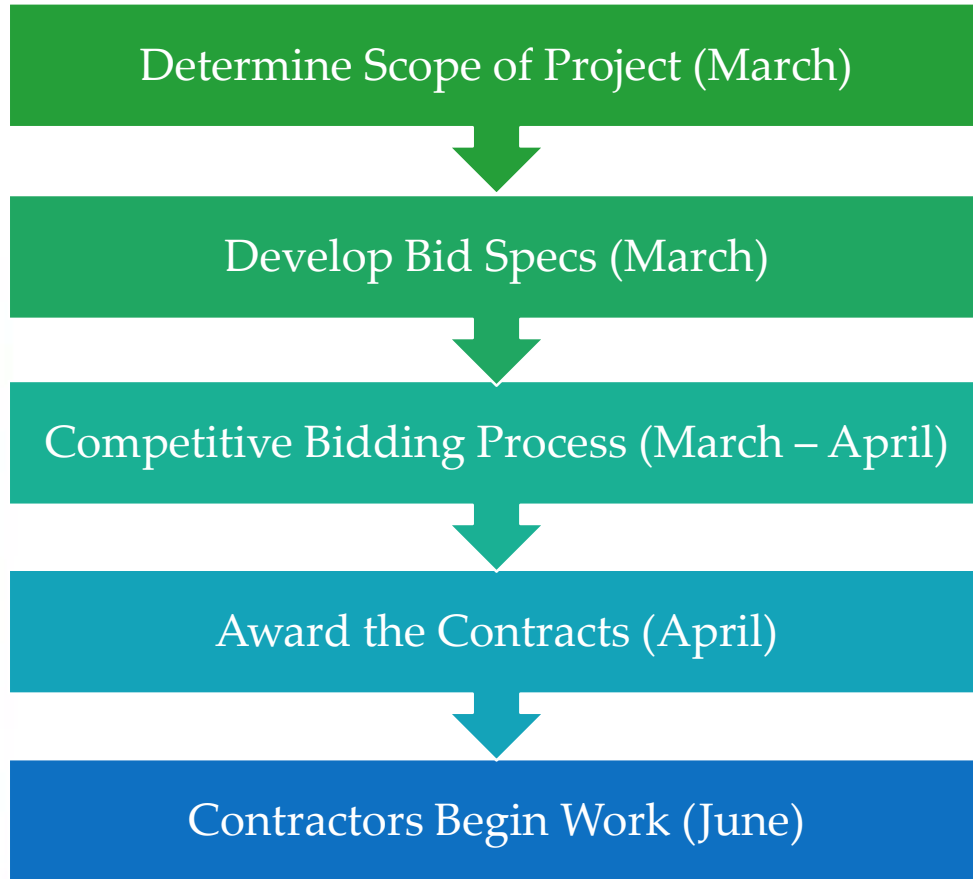 Determine Scope of Project (March)
Develop Bid Specs (March)
Competitive Bidding Process (March – April)
Award the Contracts (April)
Contractors Begin Work (June)